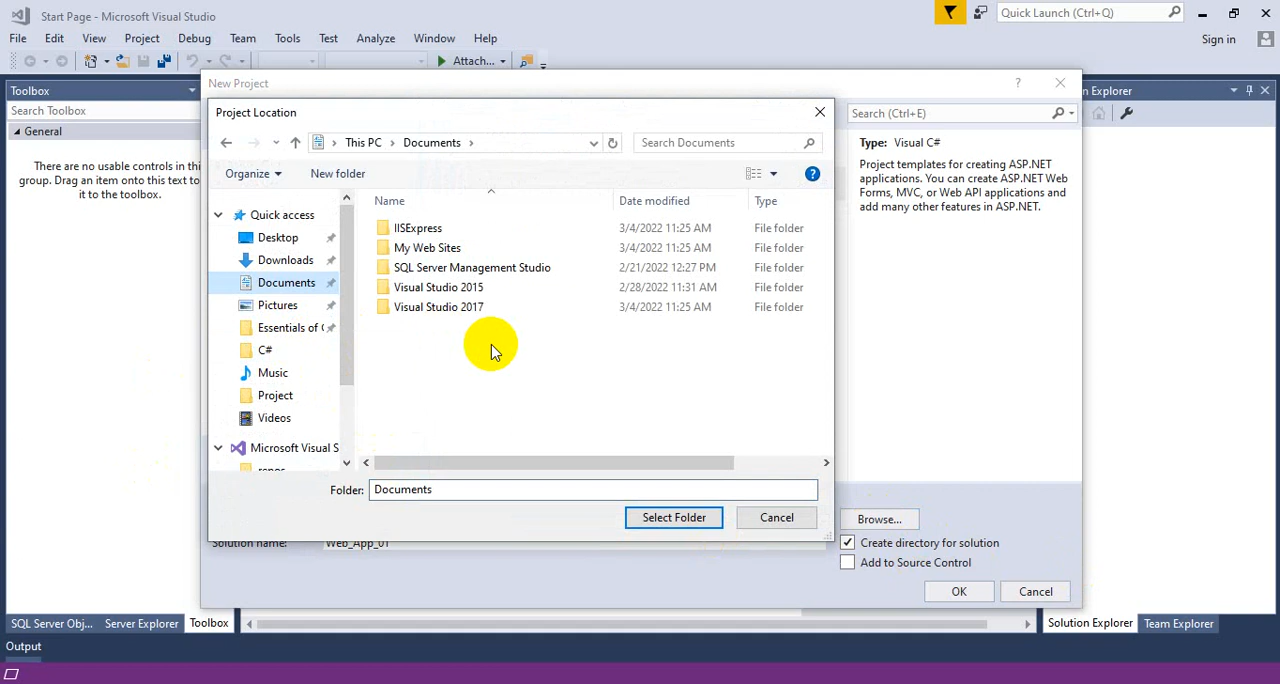 Start Page - Microsoft Visual Studio
Quick Launch (Ctrl+Q)
File Edit View Project Debug Team Tools Test Analyze Window Help
Sign in
Attach...
Toolbox
Search Toolbox
General
There are no usable controls in this
group. Drag an item onto this text to
it to the toolbox.
New Project
?
Project Location
This PC > Documents >
Search Documents
Organize
New folder
?
Name Date modified Type
Quick access
Desktop
Downloads
Documents
Pictures
Essentials of
C#
Music
Project
Videos
Microsoft Visual S
repos
IISExpress 3/4/2022 11:25 AM File folder
My Web Sites 3/4/2022 11:25 AM File folder
SQL Server Management Studio 2/21/2022 12:27 PM File folder
Visual Studio 2015 2/28/2022 11:31 AM File folder
Visual Studio 2017 3/4/2022 11:25 AM File folder
Folder: Documents
Select Folder Cancel
Search (Ctrl+E)
Type: Visual C#
Project templates for creating ASP.NET
applications. You can create ASP.NET Web
Forms, MVC, or Web API applications and
add many other features in ASP.NET.
Browse...
Solution name: Web_App_01
Create directory for solution
Add to Source Control
OK Cancel
n Explorer
SQL Server Obj... Server Explorer Toolbox
Solution Explorer Team Explorer
Output